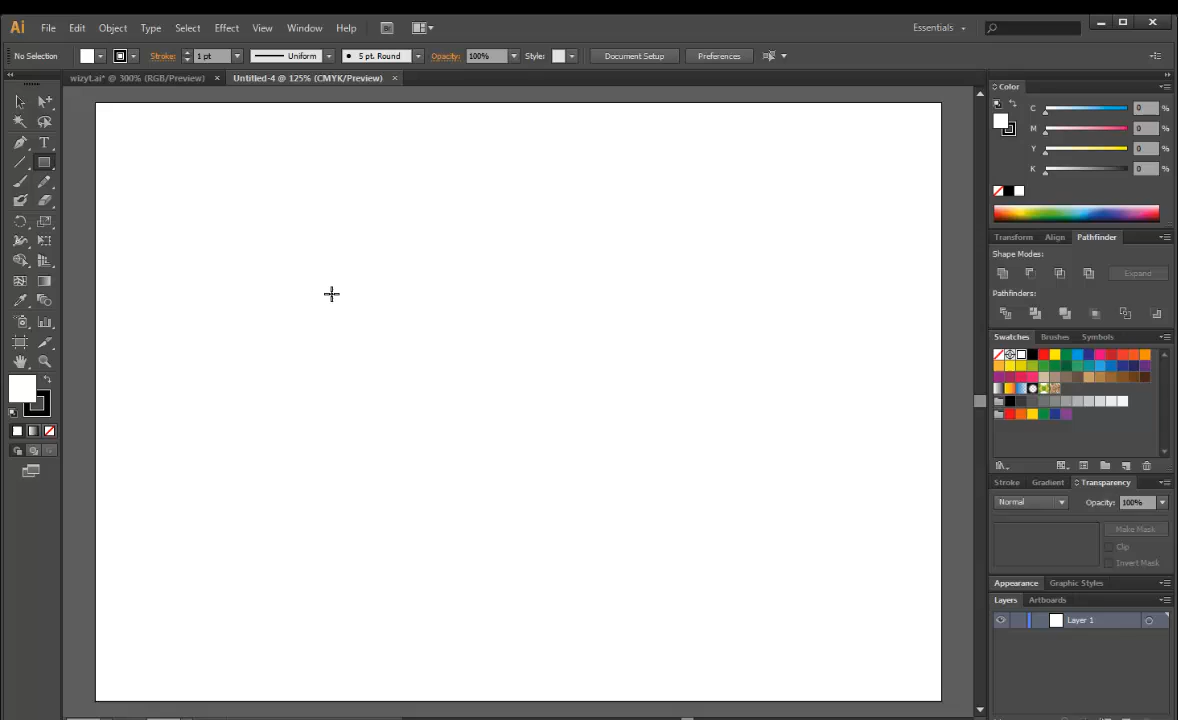 Ai File Edit Object Type Select Effect View Window Help Essentials
No Selection Stroke: 1 pt Uniform 5 pt. Round Opacity: 100% Style: Document Setup Preferences
wizyt.ai* @ 300% (RGB/Preview) × Untitled-4 @ 125% (CMYK/Preview) ×
Color
C 0 %
M 0 %
Y 0 %
K 0 %
Transform Align Pathfinder
Shape Modes:
Expand
Pathfinders:
Swatches Brushes Symbols
Stroke Gradient Transparency
Normal Opacity: 100%
Make Mask
Clip
Invert Mask
Appearance Graphic Styles
Layers Artboards
Layer 1